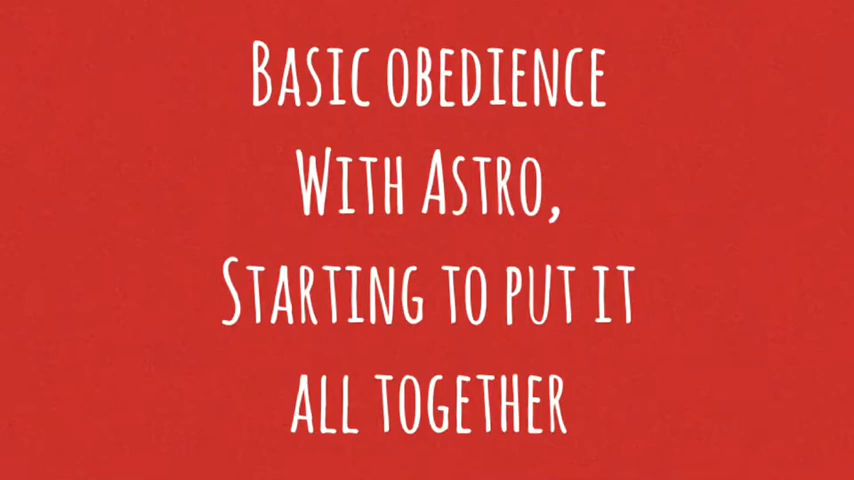 Basic obedience
With Astro,
Starting to put it
all together